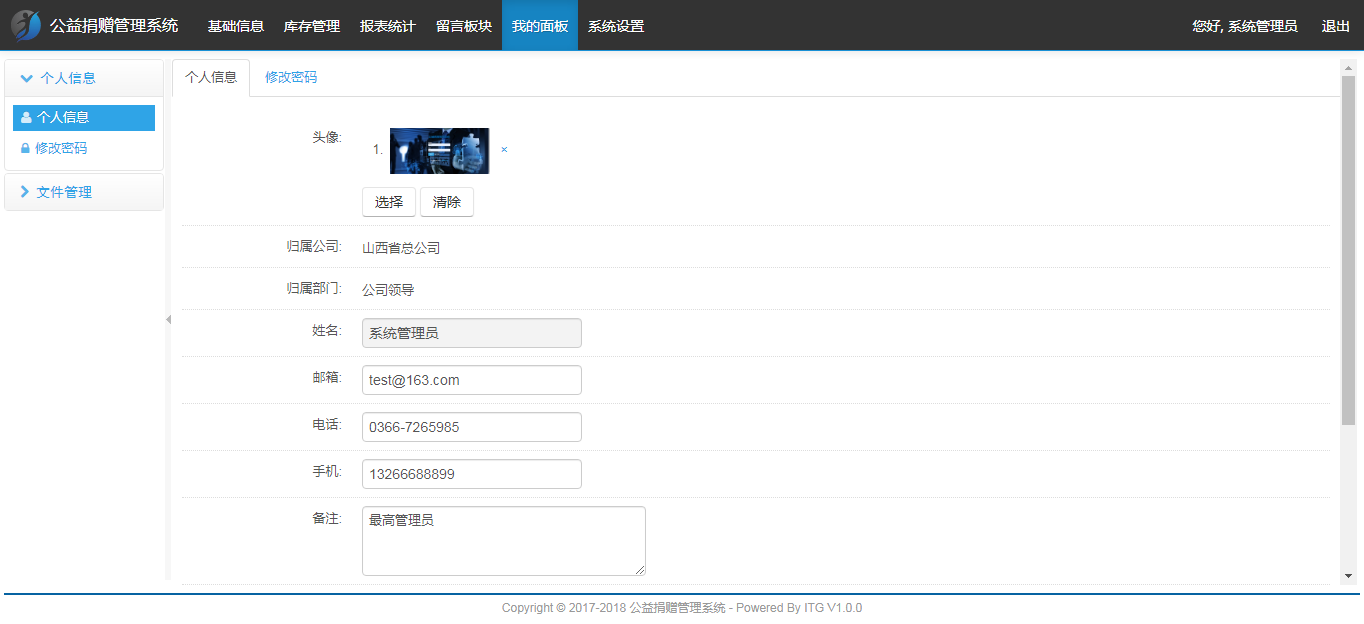 公益捐赠管理系统 基础信息 库存管理 报表统计 留言板块 我的面板 系统设置 您好, 系统管理员 退出
个人信息
个人信息
修改密码
文件管理
个人信息 修改密码
头像:
1. ×
选择 清除
归属公司: 山西省总公司
归属部门: 公司领导
姓名: 系统管理员
邮箱: test@163.com
电话: 0366-7265985
手机: 13266688899
备注: 最高管理员
Copyright © 2017-2018 公益捐赠管理系统 - Powered By ITG V1.0.0